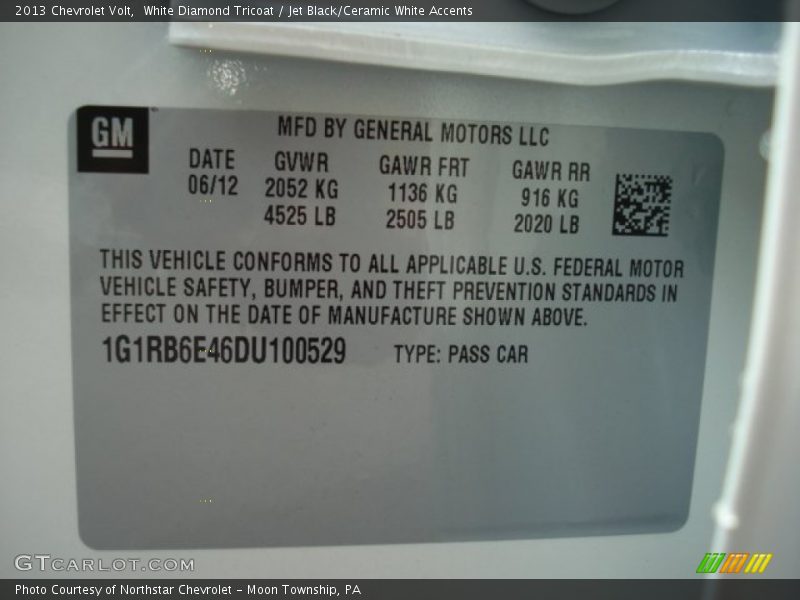 2013 Chevrolet Volt,  White Diamond Tricoat / Jet Black/Ceramic White Accents
GM
MFD BY GENERAL MOTORS LLC
DATE GVWR GAWR FRT GAWR RR
06/12 2052 KG 1136 KG 916 KG
4525 LB 2505 LB 2020 LB
THIS VEHICLE CONFORMS TO ALL APPLICABLE U.S. FEDERAL MOTOR
VEHICLE SAFETY, BUMPER, AND THEFT PREVENTION STANDARDS IN
EFFECT ON THE DATE OF MANUFACTURE SHOWN ABOVE.
1G1RB6E46DU100529 TYPE: PASS CAR
GTCARLOT.COM
Photo Courtesy of Northstar Chevrolet - Moon Township, PA